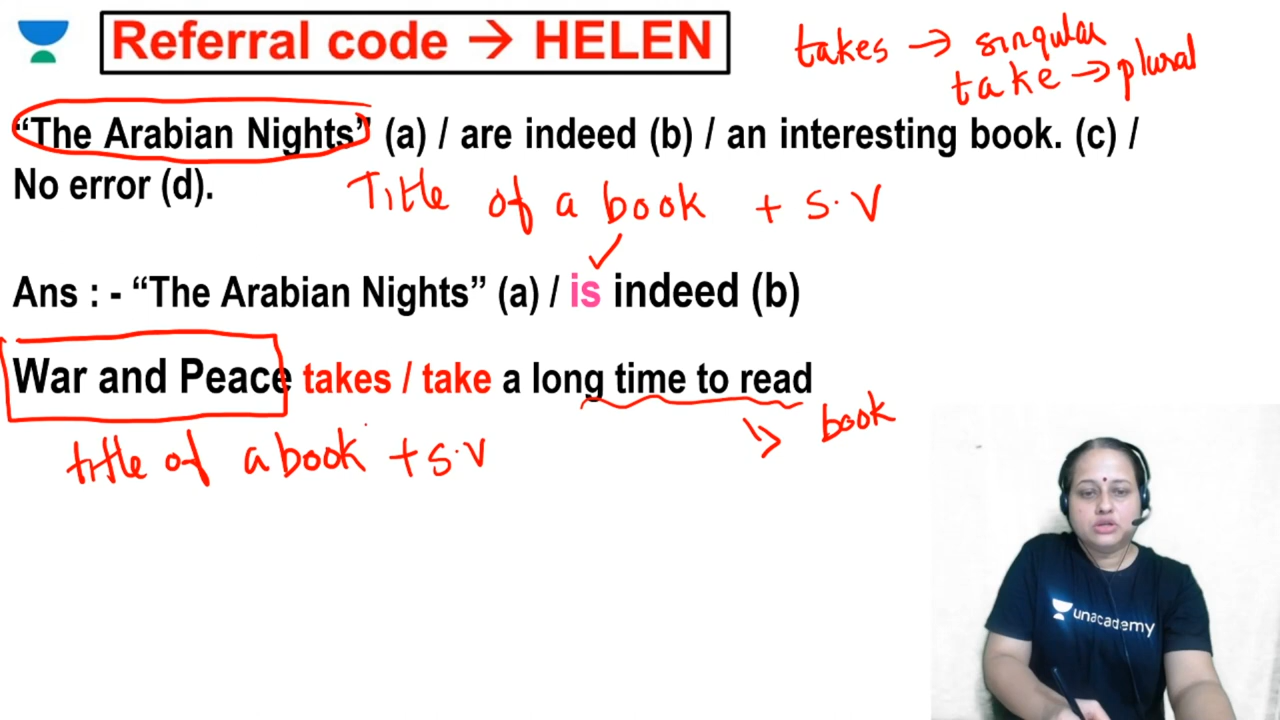 Referral code → HELEN
takes → singular
take → plural
“The Arabian Nights” (a) / are indeed (b) / an interesting book. (c) /
No error (d).
Title of a book + S.V
Ans : - “The Arabian Nights” (a) / is indeed (b)
War and Peace takes / take a long time to read
↳ book
title of a book + S.V
unacademy